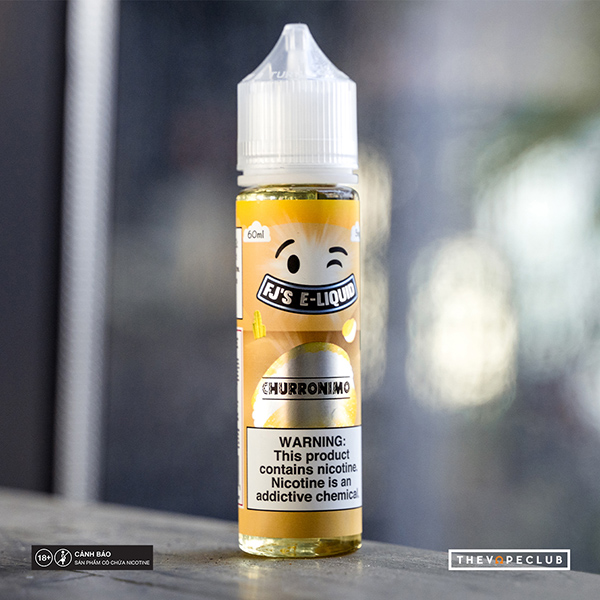 60ml
FJ'S E-LIQUID
CHURRONIMO
WARNING:
This product
contains nicotine.
Nicotine is an
addictive chemical.
18+
CẢNH BÁO
SẢN PHẨM CÓ CHỨA NICOTINE
THEVAPECLUB